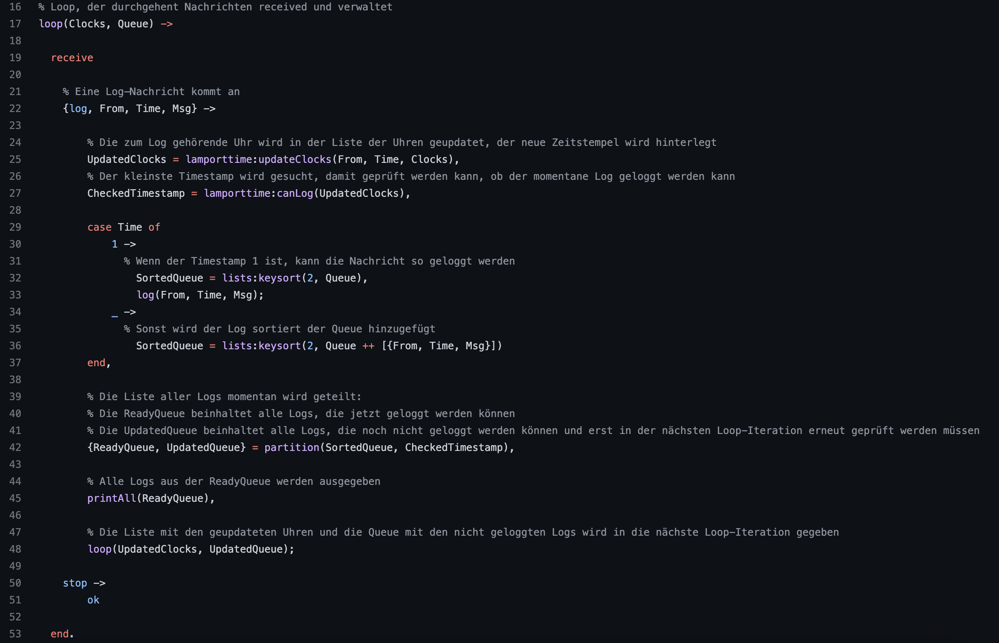 16 % Loop, der durchgehent Nachrichten received und verwaltet
17 loop(Clocks, Queue) ->
18
19 receive
20
21 % Eine Log-Nachricht kommt an
22 {log, From, Time, Msg} ->
23
24 % Die zum Log gehörende Uhr wird in der Liste der Uhren geupdatet, der neue Zeitstempel wird hinterlegt
25 UpdatedClocks = lamporttime:updateClocks(From, Time, Clocks),
26 % Der kleinste Timestamp wird gesucht, damit geprüft werden kann, ob der momentane Log geloggt werden kann
27 CheckedTimestamp = lamporttime:canLog(UpdatedClocks),
28
29 case Time of
30 1 ->
31 % Wenn der Timestamp 1 ist, kann die Nachricht so geloggt werden
32 SortedQueue = lists:keysort(2, Queue),
33 log(From, Time, Msg);
34 _ ->
35 % Sonst wird der Log sortiert der Queue hinzugefügt
36 SortedQueue = lists:keysort(2, Queue ++ [{From, Time, Msg}])
37 end,
38
39 % Die Liste aller Logs momentan wird geteilt:
40 % Die ReadyQueue beinhaltet alle Logs, die jetzt geloggt werden können
41 % Die UpdatedQueue beinhaltet alle Logs, die noch nicht geloggt werden können und erst in der nächsten Loop-Iteration erneut geprüft werden müssen
42 {ReadyQueue, UpdatedQueue} = partition(SortedQueue, CheckedTimestamp),
43
44 % Alle Logs aus der ReadyQueue werden ausgegeben
45 printAll(ReadyQueue),
46
47 % Die Liste mit den geupdateten Uhren und die Queue mit den nicht geloggten Logs wird in die nächste Loop-Iteration gegeben
48 loop(UpdatedClocks, UpdatedQueue);
49
50 stop ->
51 ok
52
53 end.